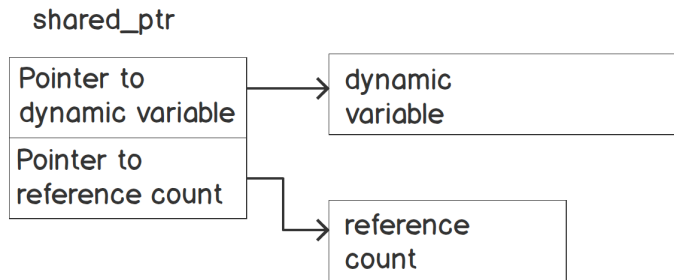 shared_ptr
Pointer to
dynamic variable
dynamic
variable
Pointer to
reference count
reference
count